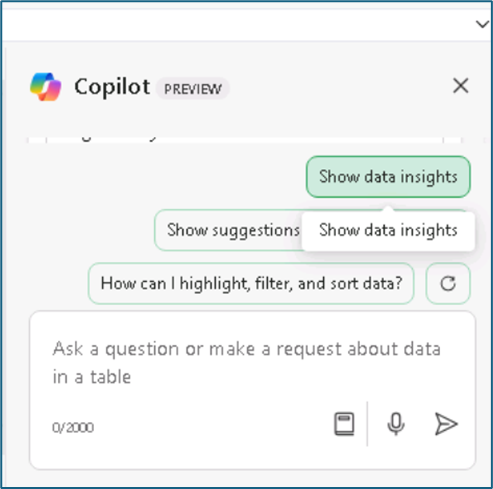 Copilot PREVIEW
Show data insights
Show suggestions
Show data insights
How can I highlight, filter, and sort data?
Ask a question or make a request about data
in a table
0/2000